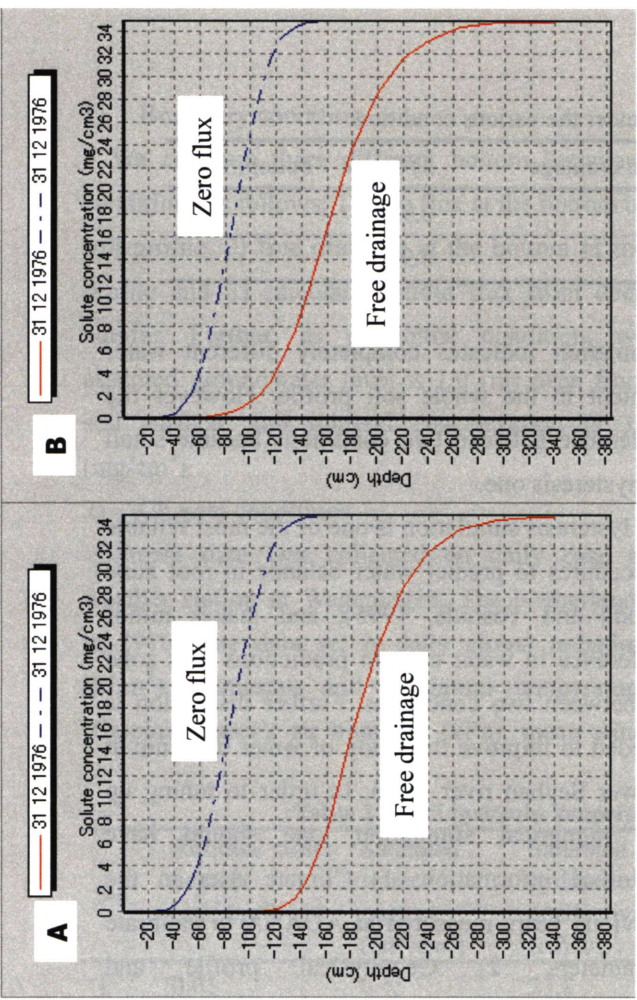 A
31 12 1976 31 12 1976
Solute concentration (mg/cm3)
0 2 4 6 8 10 12 14 16 18 20 22 24 26 28 30 32 34
-20
-40
-60
-80
-100
-120
-140
-160
-180
-200
-220
-240
-260
-280
-300
-320
-340
-360
-380
Depth (cm)
Zero flux
Free drainage
B
31 12 1976 31 12 1976
Solute concentration (mg/cm3)
0 2 4 6 8 10 12 14 16 18 20 22 24 26 28 30 32 34
-20
-40
-60
-80
-100
-120
-140
-160
-180
-200
-220
-240
-260
-280
-300
-320
-340
-360
-380
Depth (cm)
Zero flux
Free drainage